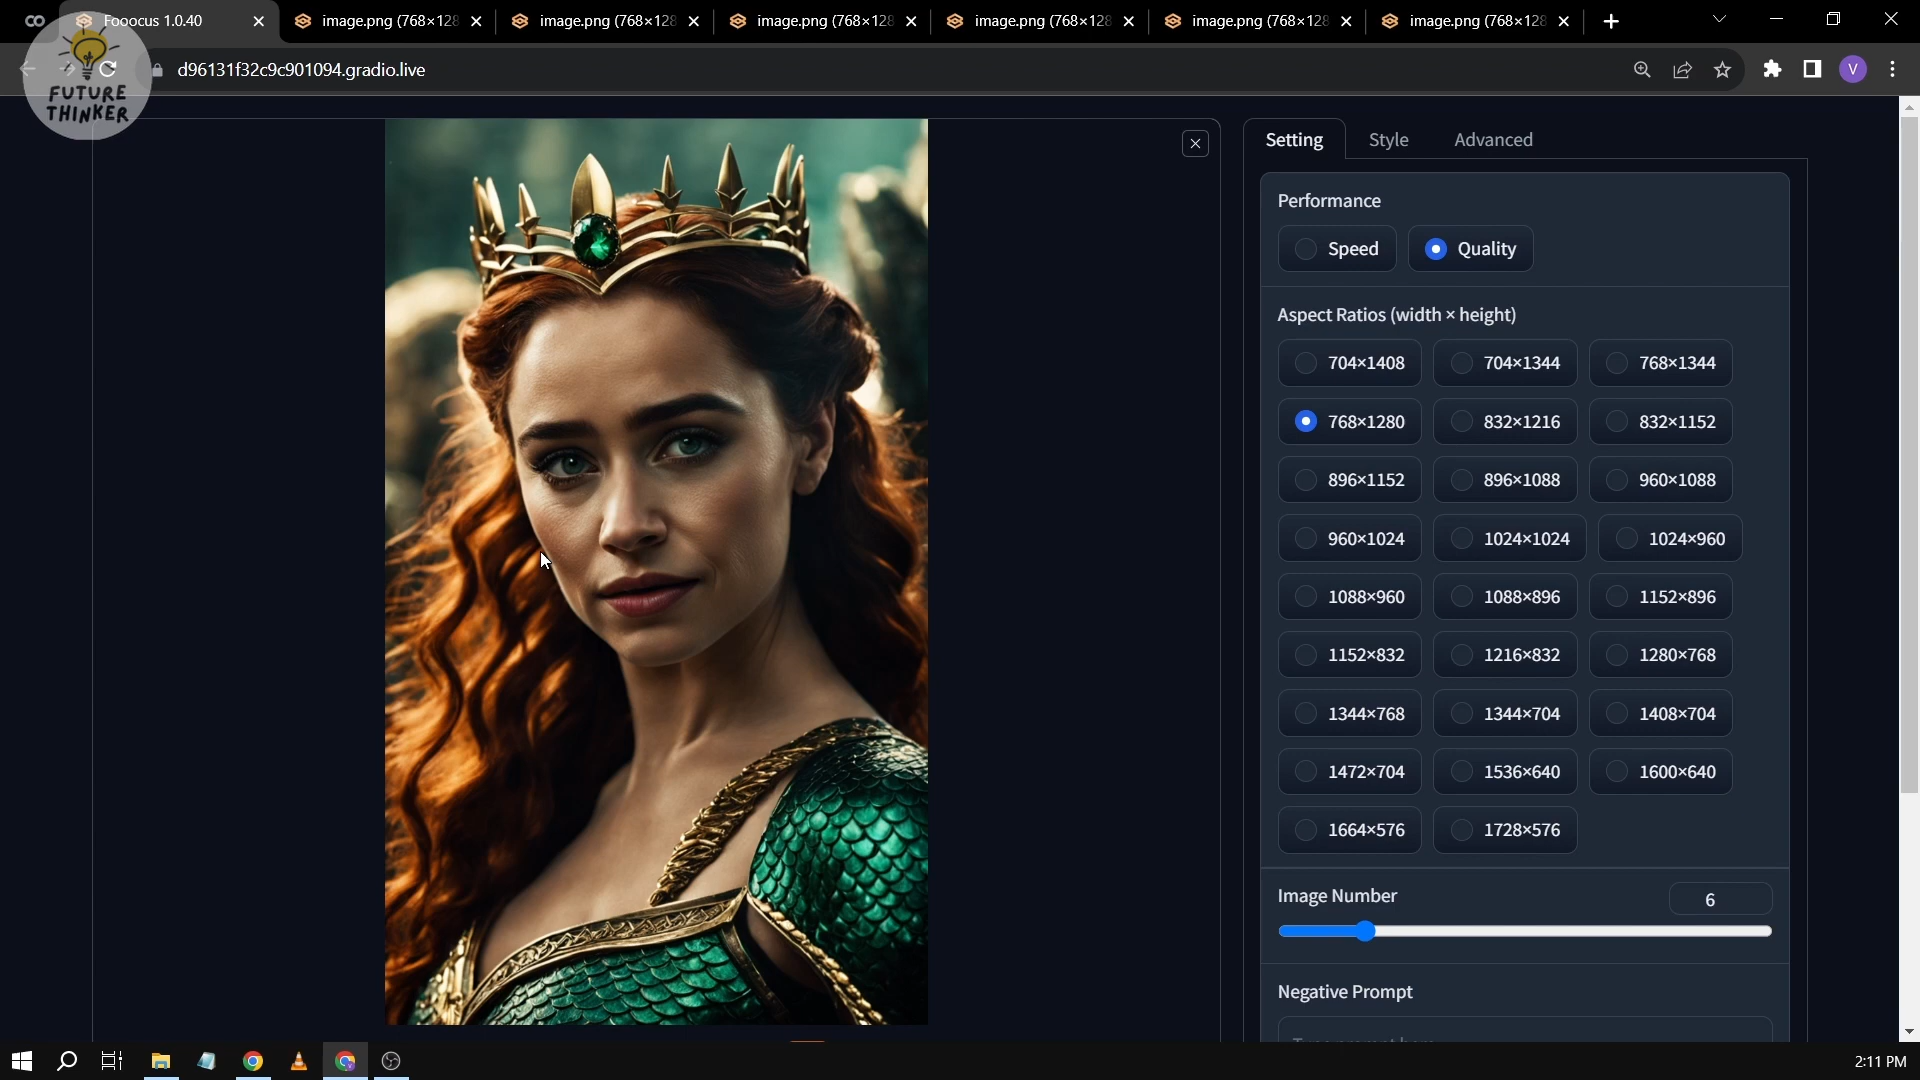 Fooocus 1.0.40
image.png (768×128
image.png (768×128
image.png (768×128
image.png (768×128
image.png (768×128
image.png (768×128
d96131f32c9c901094.gradio.live
V
FUTURE
THINKER
Setting
Style
Advanced
Performance
Speed
Quality
Aspect Ratios (width × height)
704×1408
704×1344
768×1344
768×1280
832×1216
832×1152
896×1152
896×1088
960×1088
960×1024
1024×1024
1024×960
1088×960
1088×896
1152×896
1152×832
1216×832
1280×768
1344×768
1344×704
1408×704
1472×704
1536×640
1600×640
1664×576
1728×576
Image Number
6
Negative Prompt
2:11 PM